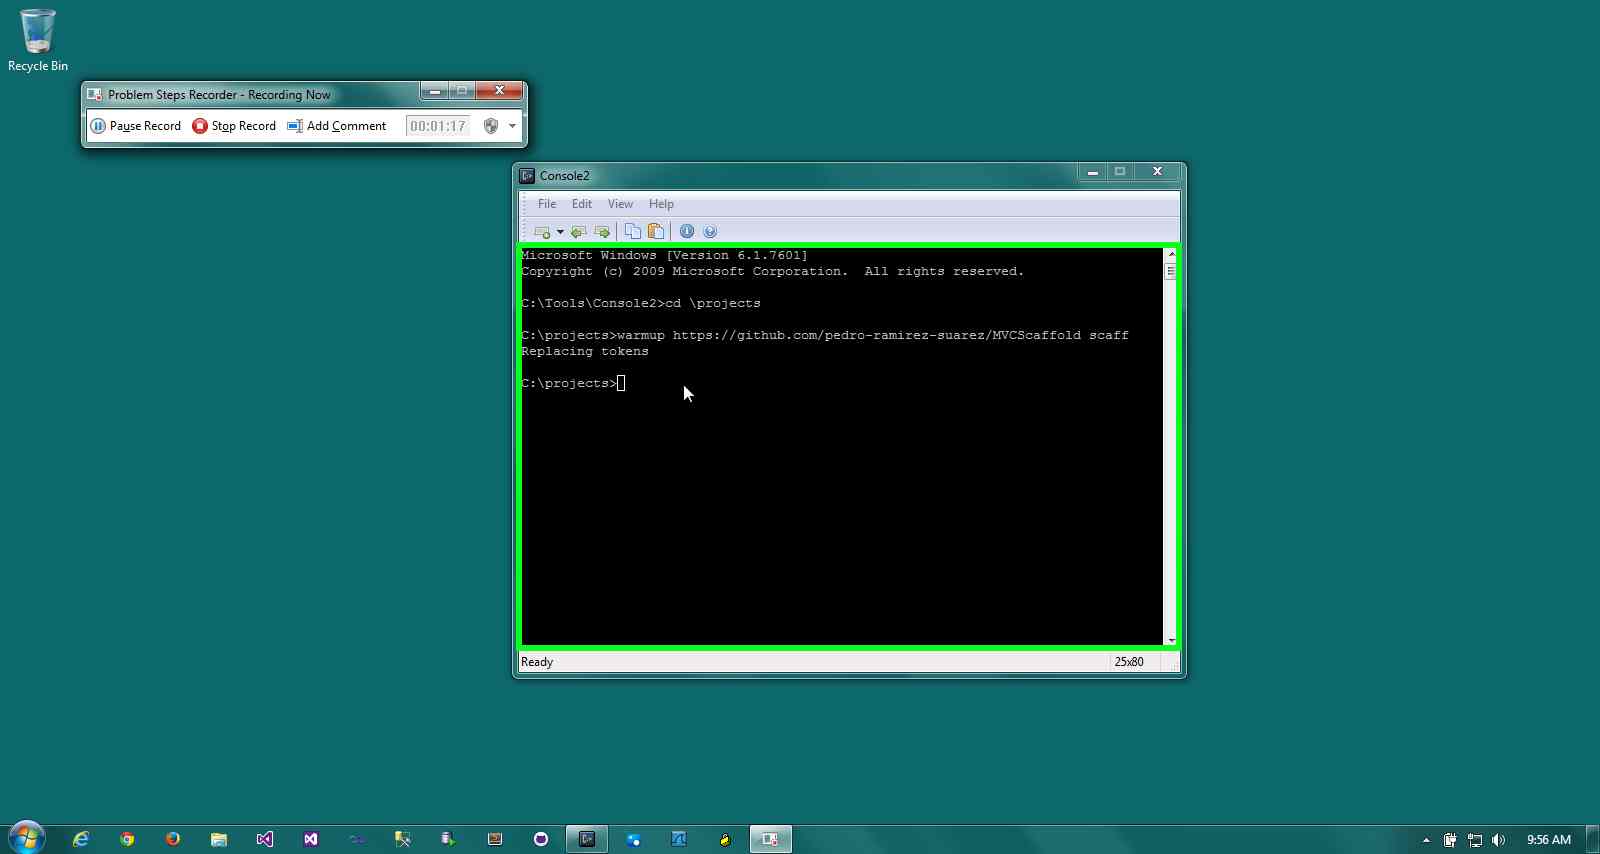 Recycle Bin
Problem Steps Recorder - Recording Now
Pause Record Stop Record Add Comment 00:01:17
Console2
File Edit View Help
Microsoft Windows [Version 6.1.7601]
Copyright (c) 2009 Microsoft Corporation.  All rights reserved.
C:\Tools\Console2>cd \projects
C:\projects>warmup https://github.com/pedro-ramirez-suarez/MVCScaffold scaff
Replacing tokens
C:\projects>
Ready 25x80
9:56 AM